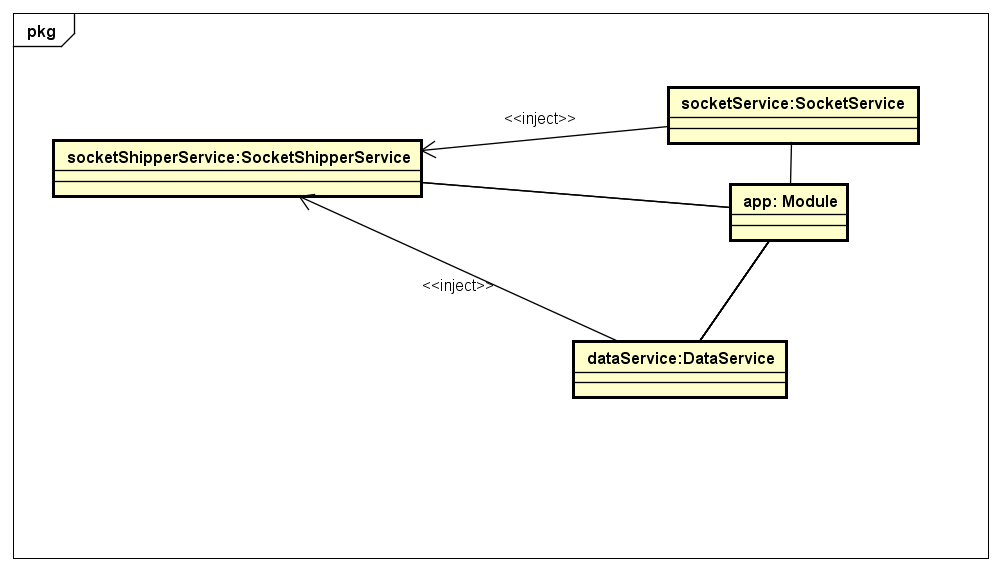 pkg
socketService:SocketService
<<inject>>
socketShipperService:SocketShipperService
app: Module
<<inject>>
dataService:DataService